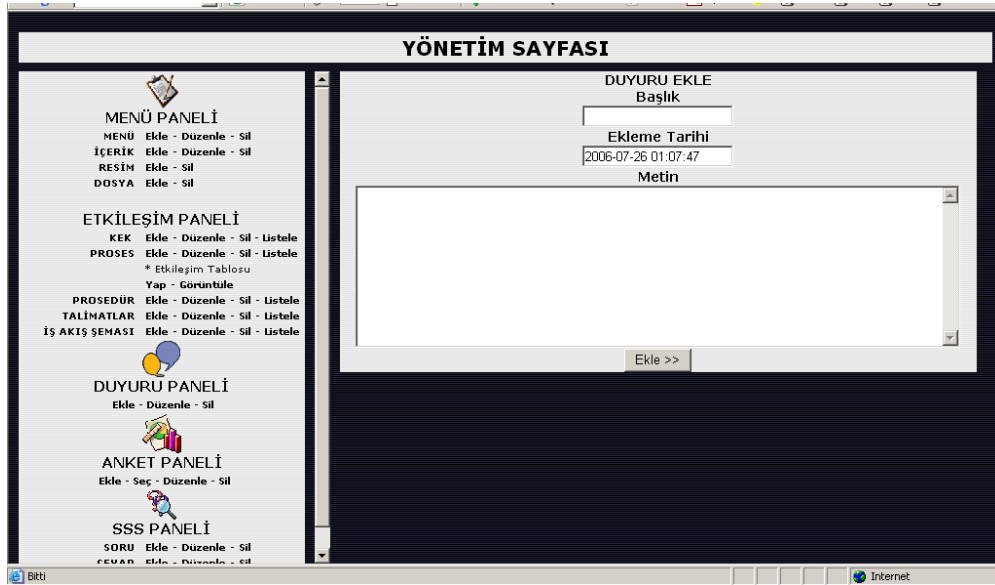 YÖNETİM SAYFASI
MENÜ PANELİ
MENÜ Ekle - Düzenle - Sil
İÇERİK Ekle - Düzenle - Sil
RESİM Ekle - Sil
DOSYA Ekle - Sil
ETKİLEŞİM PANELİ
KEK Ekle - Düzenle - Sil - Listele
PROSES Ekle - Düzenle - Sil - Listele
* Etkileşim Tablosu
Yap - Görüntüle
PROSEDÜR Ekle - Düzenle - Sil - Listele
TALİMATLAR Ekle - Düzenle - Sil - Listele
İŞ AKIŞ ŞEMASI Ekle - Düzenle - Sil - Listele
DUYURU PANELİ
Ekle - Düzenle - Sil
ANKET PANELİ
Ekle - Seç - Düzenle - Sil
SSS PANELİ
SORU Ekle - Düzenle - Sil
CEVAP Ekle - Düzenle - Sil
DUYURU EKLE
Başlık
Ekleme Tarihi
2006-07-26 01:07:47
Metin
Ekle >>
Bitti
Internet